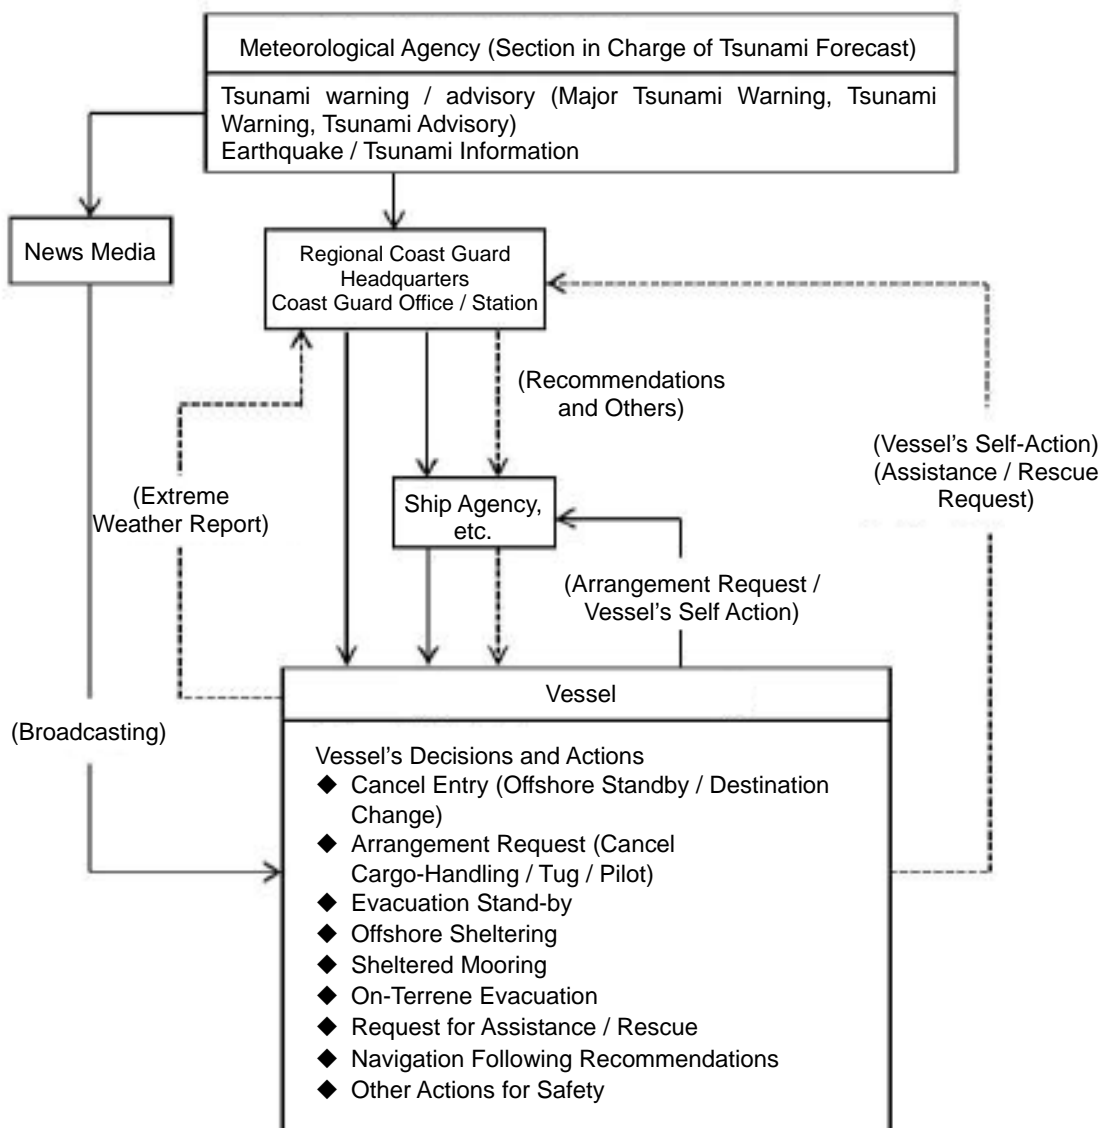 Meteorological Agency (Section in Charge of Tsunami Forecast)
Tsunami warning / advisory (Major Tsunami Warning, Tsunami
Warning, Tsunami Advisory)
Earthquake / Tsunami Information
News Media
Regional Coast Guard
Headquarters
Coast Guard Office / Station
(Recommendations
and Others)
(Vessel's Self-Action)
(Assistance / Rescue
Request)
(Extreme
Weather Report)
Ship Agency,
etc.
(Arrangement Request /
Vessel's Self Action)
(Broadcasting)
Vessel
Vessel's Decisions and Actions
◆ Cancel Entry (Offshore Standby / Destination
Change)
◆ Arrangement Request (Cancel
Cargo-Handling / Tug / Pilot)
◆ Evacuation Stand-by
◆ Offshore Sheltering
◆ Sheltered Mooring
◆ On-Terrene Evacuation
◆ Request for Assistance / Rescue
◆ Navigation Following Recommendations
◆ Other Actions for Safety